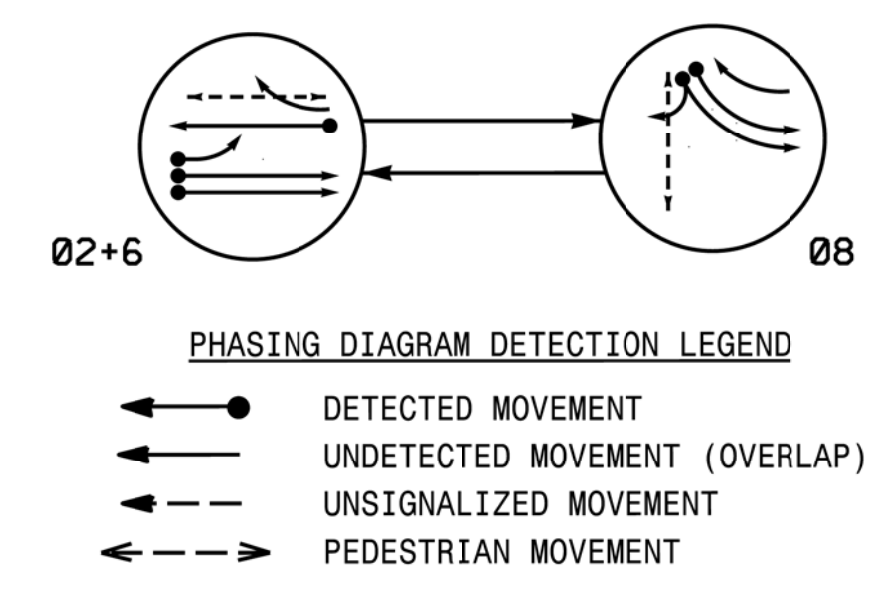 02+6
08
PHASING DIAGRAM DETECTION LEGEND
DETECTED MOVEMENT
UNDETECTED MOVEMENT (OVERLAP)
UNSIGNALIZED MOVEMENT
PEDESTRIAN MOVEMENT